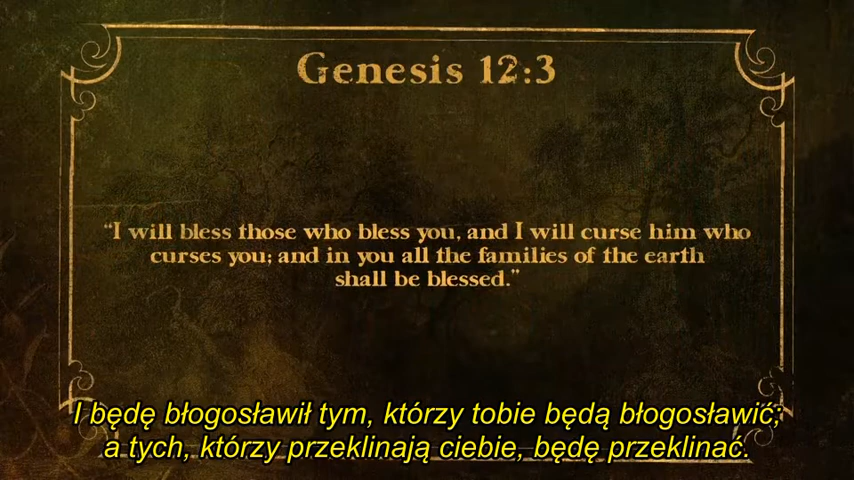 Genesis 12:3
“I will bless those who bless you, and I will curse him who
curses you; and in you all the families of the earth
shall be blessed.”
I będę błogosławił tym, którzy tobie będą błogosławić;
a tych, którzy przeklinają ciebie, będę przeklinać.